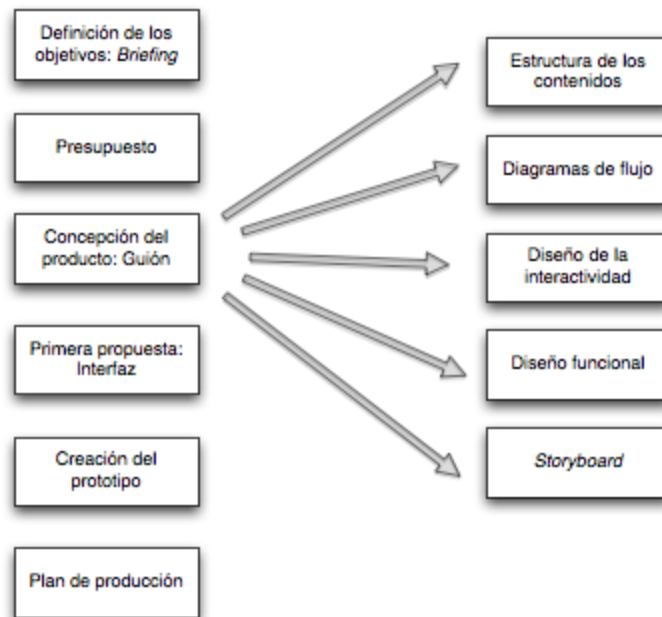 Definición de los
objetivos: Briefing
Presupuesto
Concepción del
producto: Guión
Primera propuesta:
Interfaz
Creación del
prototipo
Plan de producción
Estructura de los
contenidos
Diagramas de flujo
Diseño de la
interactividad
Diseño funcional
Storyboard